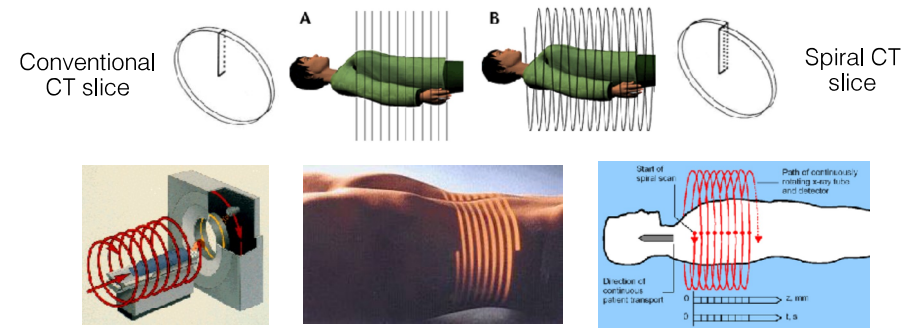 Conventional
CT slice
A
B
Spiral CT
slice
Start of
spiral scan
Path of continuously
rotating x-ray tube
and detector
Direction of
continuous
patient transport
0
z, mm
0
t, s